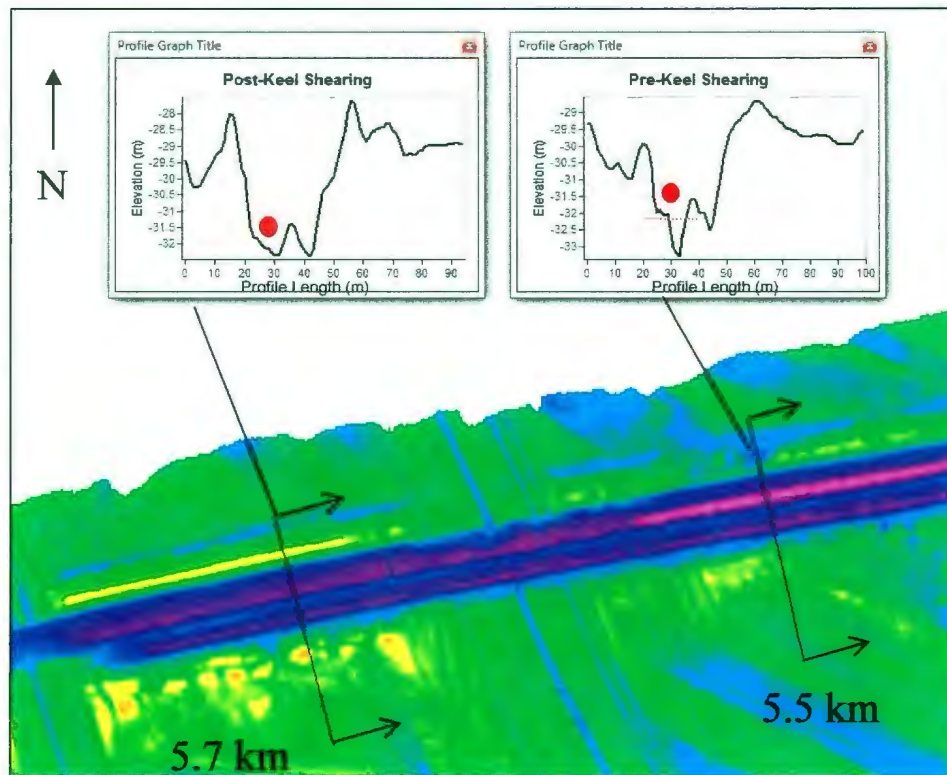 N
Profile Graph Title
Post-Keel Shearing
Elevation (m)
-28
-28.5
-29
-29.5
-30
-30.5
-31
-31.5
-32
0 10 20 30 40 50 60 70 80 90
Profile Length (m)
Profile Graph Title
Pre-Keel Shearing
Elevation (m)
-29
-29.5
-30
-30.5
-31
-31.5
-32
-32.5
-33
0 10 20 30 40 50 60 70 80 90 100
Profile Length (m)
5.5 km
5.7 km